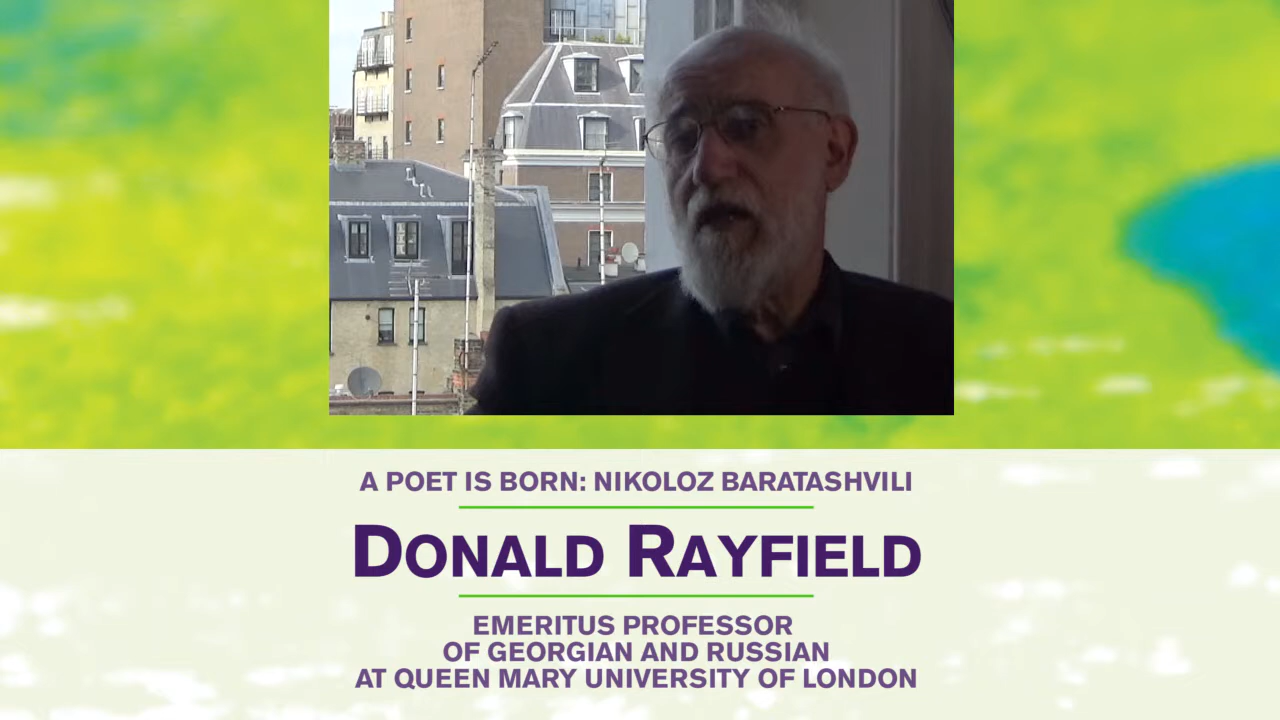 A POET IS BORN: NIKOLOZ BARATASHVILI
DONALD RAYFIELD
EMERITUS PROFESSOR
OF GEORGIAN AND RUSSIAN
AT QUEEN MARY UNIVERSITY OF LONDON